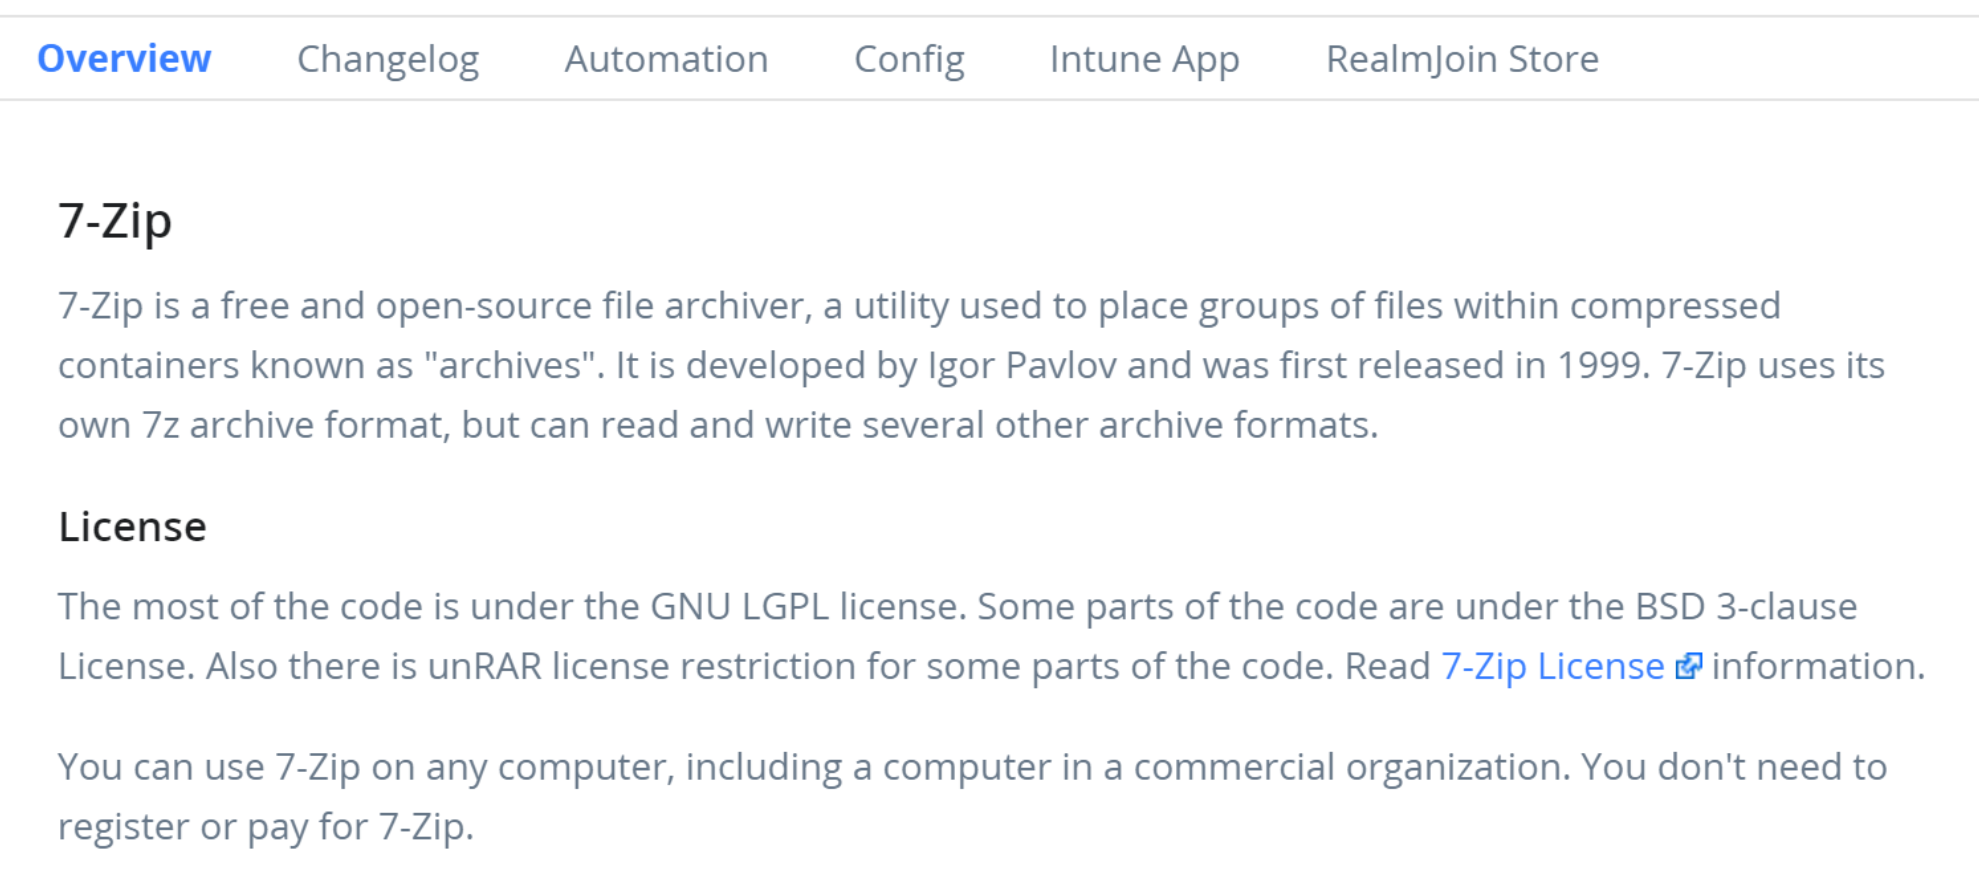 Overview Changelog Automation Config Intune App RealmJoin Store
7-Zip
7-Zip is a free and open-source file archiver, a utility used to place groups of files within compressed
containers known as "archives". It is developed by Igor Pavlov and was first released in 1999. 7-Zip uses its
own 7z archive format, but can read and write several other archive formats.
License
The most of the code is under the GNU LGPL license. Some parts of the code are under the BSD 3-clause
License. Also there is unRAR license restriction for some parts of the code. Read 7-Zip License information.
You can use 7-Zip on any computer, including a computer in a commercial organization. You don't need to
register or pay for 7-Zip.